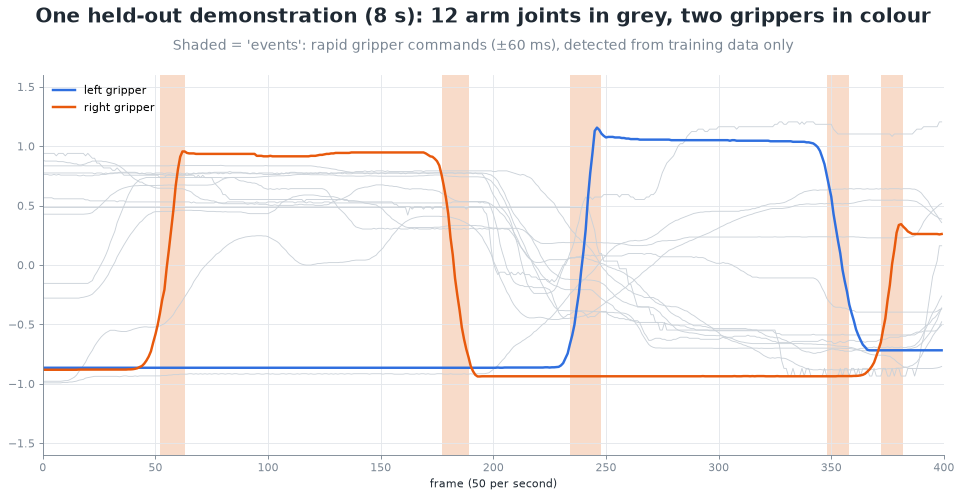 One held-out demonstration (8 s): 12 arm joints in grey, two grippers in colour
Shaded = 'events': rapid gripper commands (±60 ms), detected from training data only
left gripper
right gripper
1.5
1.0
0.5
0.0
−0.5
−1.0
−1.5
0 50 100 150 200 250 300 350 400
frame (50 per second)